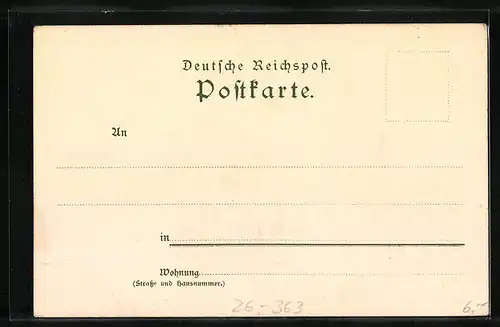 Deutsche Reichspost.
Postkarte.
An
in
Wohnung
(Straße und Hausnummer.)
26-363
6,-